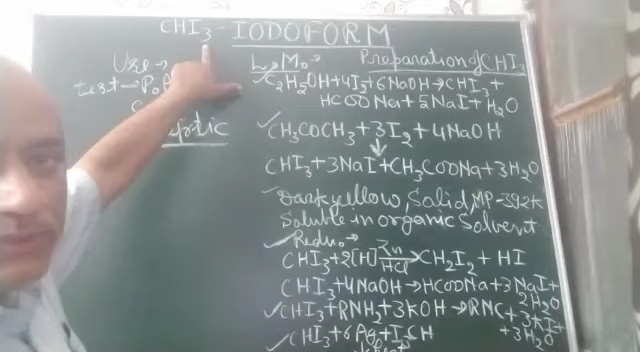 CHI3 - IODOFORM
Use →
test →
L.M. →
Preparation of CHI3
C2H5OH+4I2+6NaOH→CHI3+
HCOONa+5NaI+H2O
CH3COCH3+3I2+4NaOH
↓
CHI3+3NaI+CH3COONa+3H2O
Dark yellow, Solid, MP-392K
Soluble in organic Solvent
Redno →
CHI3+2[H] Zn/HCl → CH2I2 + HI
CHI3+4NaOH→HCOONa+3NaI+
2H2O
CHI3+RNH2+3KOH→RNC+3KI+
+3H2O
CHI3+6Ag+I3CH